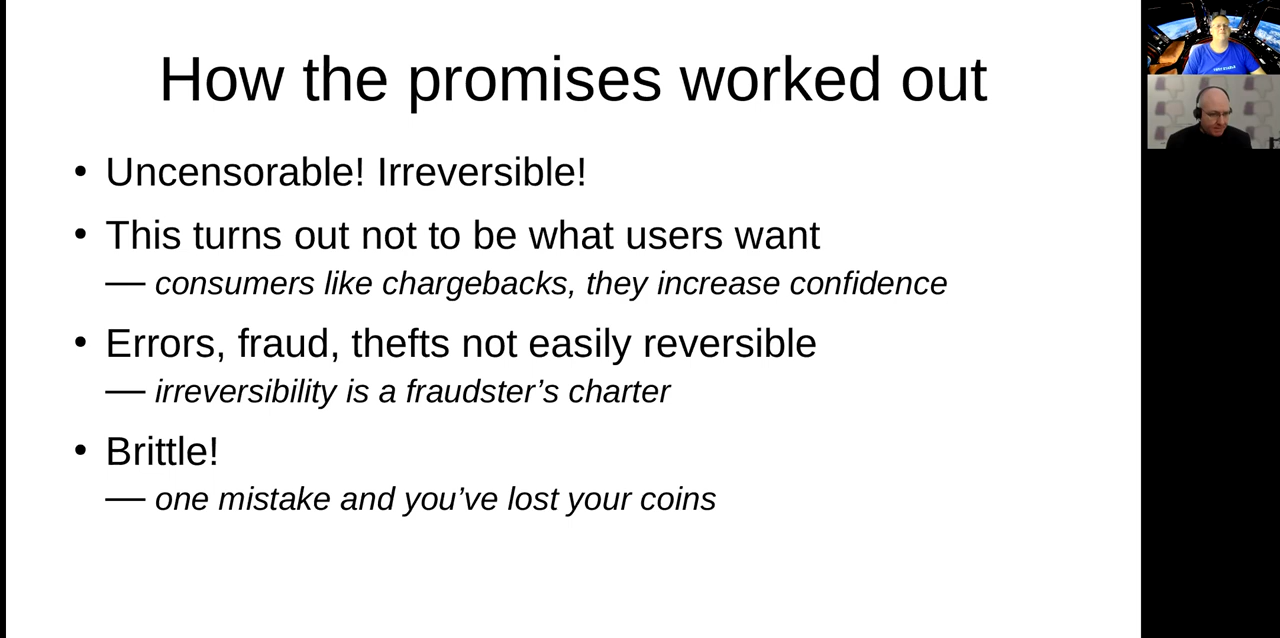 How the promises worked out
• Uncensorable! Irreversible!
• This turns out not to be what users want
— consumers like chargebacks, they increase confidence
• Errors, fraud, thefts not easily reversible
— irreversibility is a fraudster’s charter
• Brittle!
— one mistake and you’ve lost your coins